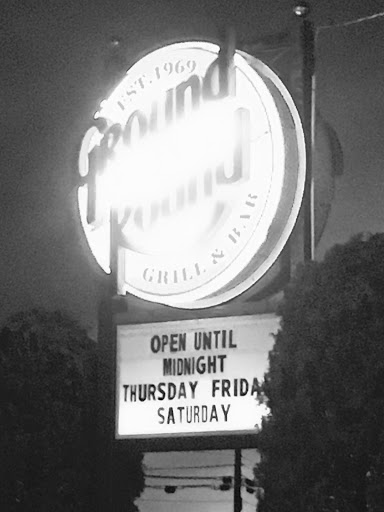 EST. 1969
Ground
Round
GRILL & BAR
OPEN UNTIL
MIDNIGHT
THURSDAY FRIDA
SATURDAY